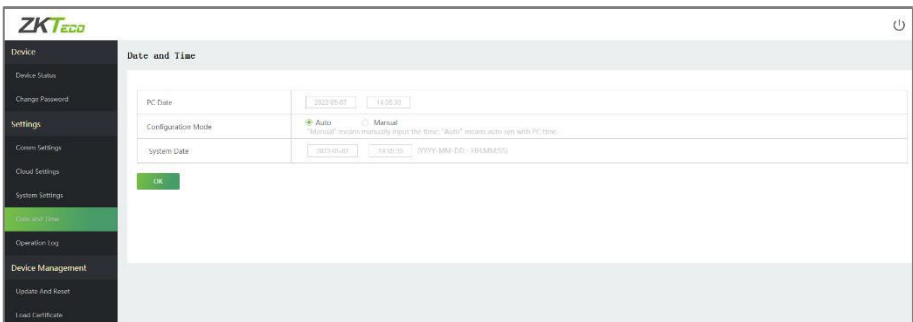 ZKTeco
Device
Device Status
Change Password
Settings
Comm Settings
Cloud Settings
System Settings
Date and Time
Operation Log
Device Management
Update And Reset
Load Certificate
Date and Time
PC Date
Configuration Mode
Auto Manual
"Manual" means manually input the time; "Auto" means auto syn with PC time.
System Date
(YYYY-MM-DD - HH:MM:SS)
OK